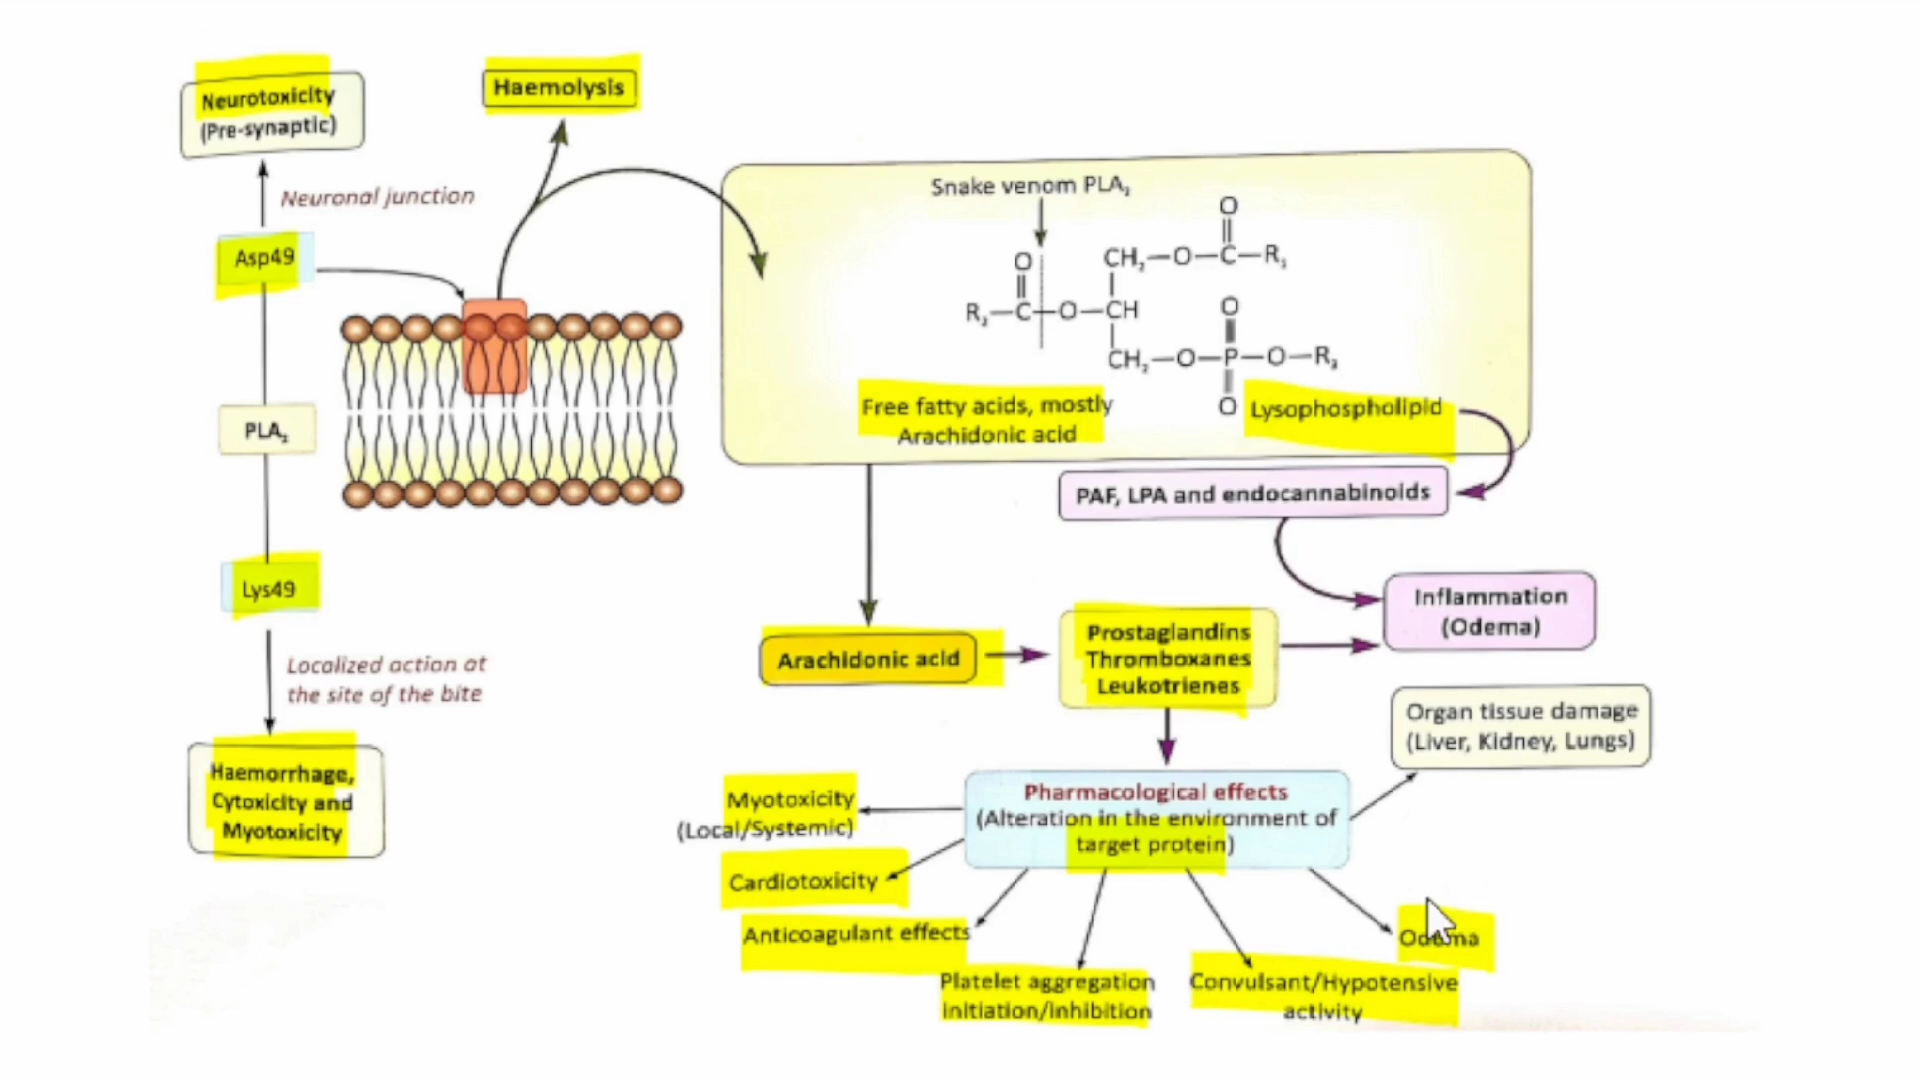 Neurotoxicity
(Pre-synaptic)
Haemolysis
Neuronal junction
Asp49
PLA₂
Lys49
Localized action at
the site of the bite
Haemorrhage,
Cytoxicity and
Myotoxicity
Snake venom PLA₂
O
CH₂—O—C—R₁
O
R₂—C—O—CH
O
CH₂—O—P—O—R₃
O
Free fatty acids, mostly
Arachidonic acid
Lysophospholipid
PAF, LPA and endocannabinoids
Inflammation
(Odema)
Arachidonic acid
Prostaglandins
Thromboxanes
Leukotrienes
Organ tissue damage
(Liver, Kidney, Lungs)
Pharmacological effects
(Alteration in the environment of
target protein)
Myotoxicity
(Local/Systemic)
Cardiotoxicity
Anticoagulant effects
Platelet aggregation
initiation/inhibition
Convulsant/Hypotensive
activity
Odema